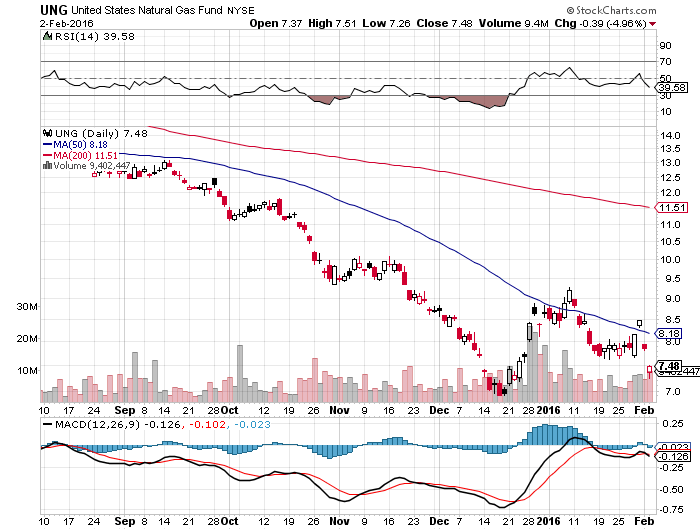 UNG United States Natural Gas Fund NYSE
© StockCharts.com
2-Feb-2016
Open 7.37 High 7.51 Low 7.26 Close 7.48 Volume 9.4M Chg -0.39 (-4.96%)
RSI(14) 39.58
90
70
50
39.58
30
10
UNG (Daily) 7.48
MA(50) 8.18
MA(200) 11.51
Volume 9,402,447
14.0
13.5
13.0
12.5
12.0
11.51
11.0
10.5
10.0
9.5
9.0
8.5
8.18
8.0
7.48
7.0
30M
20M
10M
10 17 24 Sep 8 14 21 28 Oct 12 19 26 Nov 9 16 23 Dec 7 14 21 28 2016 11 19 25 Feb
MACD(12,26,9) -0.126, -0.102, -0.023
0.25
-0.023
-0.126
-0.25
-0.50
-0.75
10 17 24 Sep 8 14 21 28 Oct 12 19 26 Nov 9 16 23 Dec 7 14 21 28 2016 11 19 25 Feb